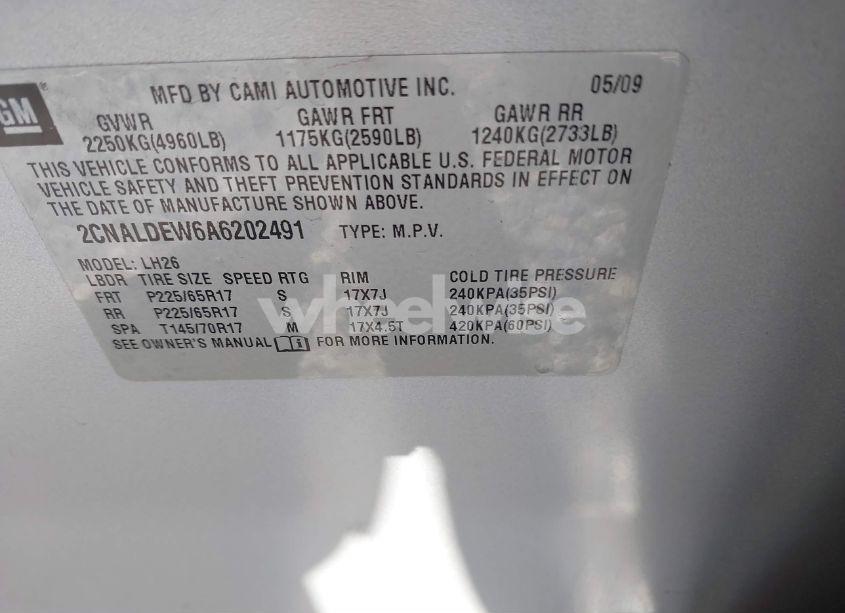 GM
MFD BY CAMI AUTOMOTIVE INC. 05/09
GVWR GAWR FRT GAWR RR
2250KG(4960LB) 1175KG(2590LB) 1240KG(2733LB)
THIS VEHICLE CONFORMS TO ALL APPLICABLE U.S. FEDERAL MOTOR
VEHICLE SAFETY AND THEFT PREVENTION STANDARDS IN EFFECT ON
THE DATE OF MANUFACTURE SHOWN ABOVE.
2CNALDEW6A6202491 TYPE: M.P.V.
MODEL: LH26
LBDR TIRE SIZE SPEED RTG RIM COLD TIRE PRESSURE
FRT P225/65R17 S 17X7J 240KPA(35PSI)
RR P225/65R17 S 17X7J 240KPA(35PSI)
SPA T145/70R17 M 17X4.5T 420KPA(60PSI)
SEE OWNER'S MANUAL FOR MORE INFORMATION.